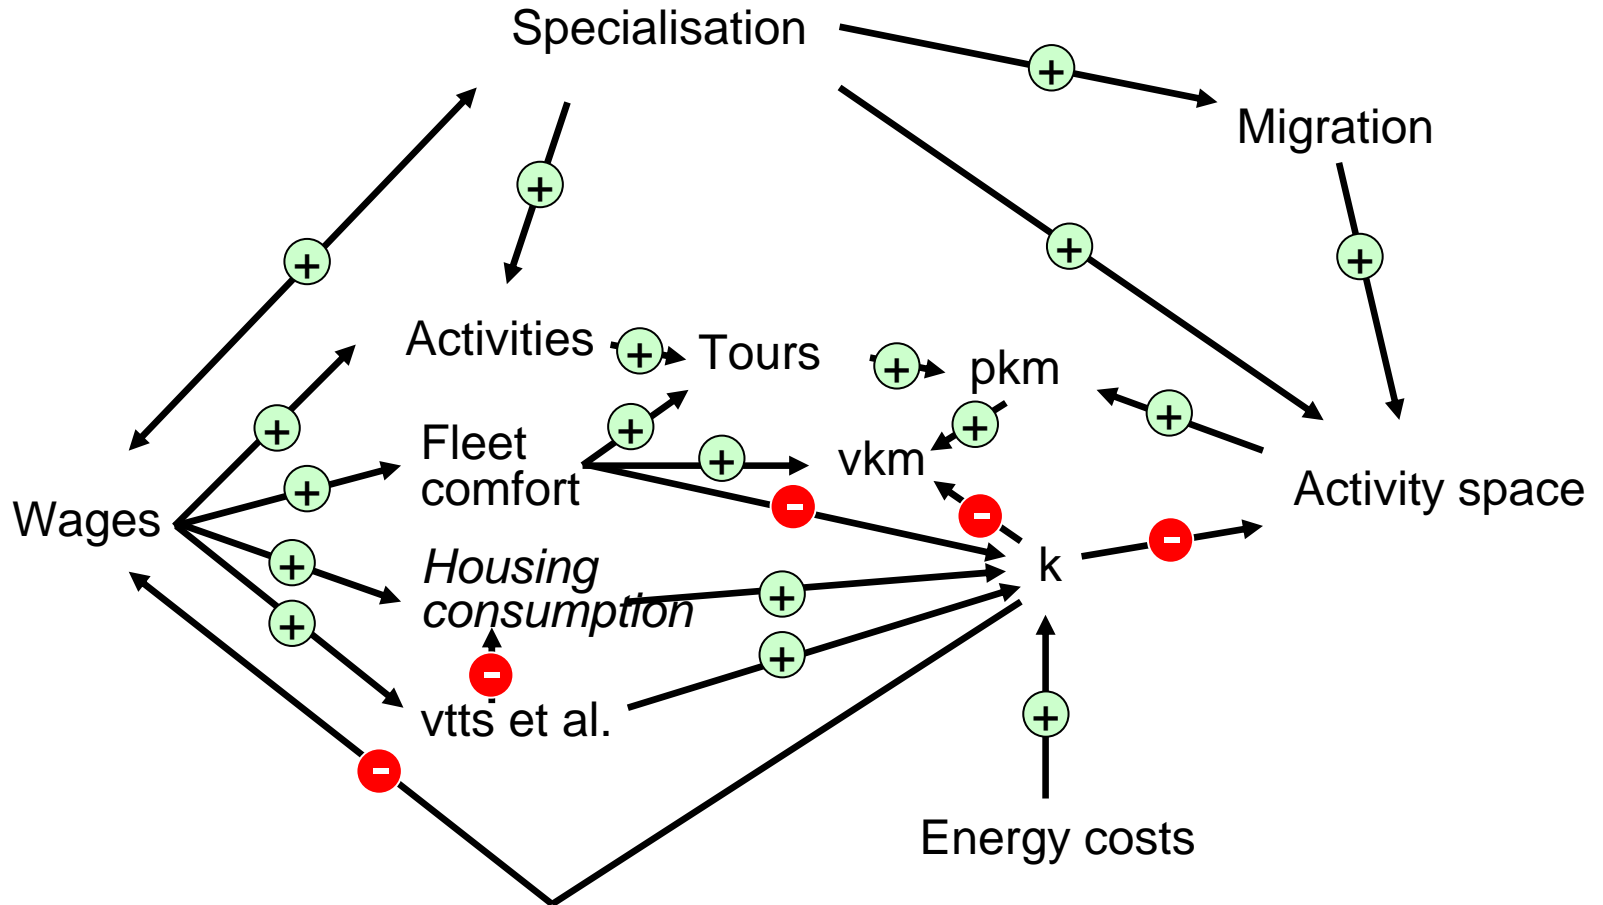 Specialisation
+
Migration
+
+
+
+
Activities
+
Tours
+
pkm
+
+
+
+
Fleet
comfort
+
vkm
+
-
-
-
Wages
Activity space
+
Housing
consumption
+
k
+
-
+
vtts et al.
+
-
Energy costs